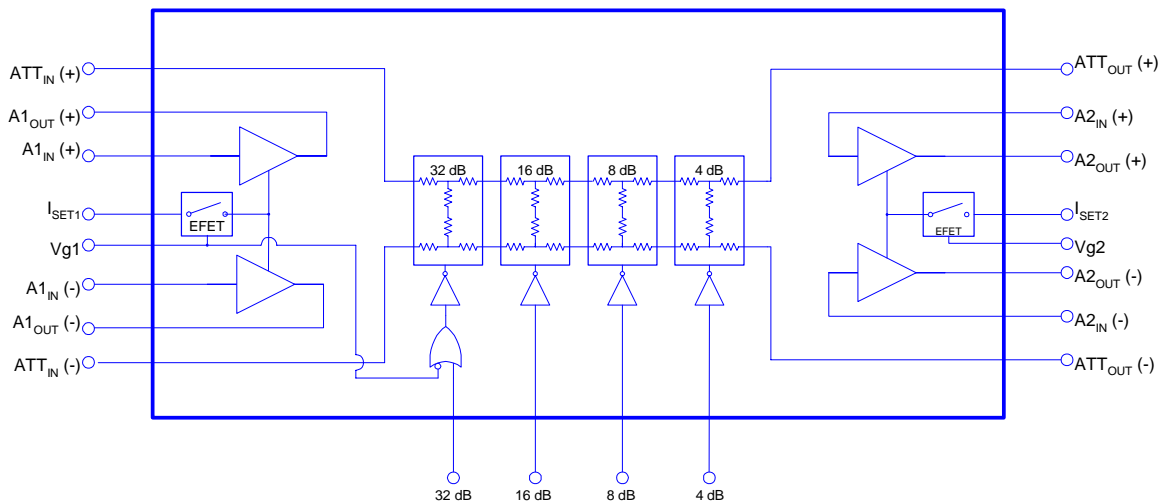 ATT_IN (+)
A1_OUT (+)
A1_IN (+)
I_SET1
Vg1
A1_IN (-)
A1_OUT (-)
ATT_IN (-)
EFET
32 dB
16 dB
8 dB
4 dB
EFET
ATT_OUT (+)
A2_IN (+)
A2_OUT (+)
I_SET2
Vg2
A2_OUT (-)
A2_IN (-)
ATT_OUT (-)
32 dB
16 dB
8 dB
4 dB